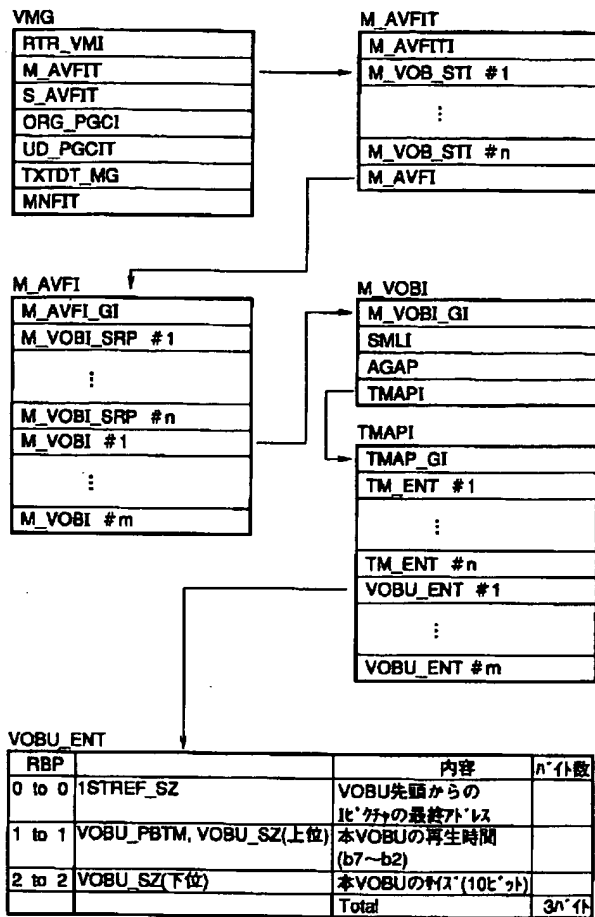 VMG
RTR_VMI
M_AVFIT
S_AVFIT
ORG_PGCI
UD_PGCIT
TXTDT_MG
MNFIT
M_AVFIT
M_AVFITI
M_VOB_STI #1
⋮
M_VOB_STI #n
M_AVFI
M_AVFI
M_AVFI_GI
M_VOBI_SRP #1
⋮
M_VOBI_SRP #n
M_VOBI #1
⋮
M_VOBI #m
M_VOBI
M_VOBI_GI
SMLI
AGAP
TMAPI
TMAPI
TMAP_GI
TM_ENT #1
⋮
TM_ENT #n
VOBU_ENT #1
⋮
VOBU_ENT #m
VOBU_ENT
RBP 内容 ﾊﾞｲﾄ数
0 to 0 1STREF_SZ VOBU先頭からの
Iﾋﾟｸﾁｬの最終ｱﾄﾞﾚｽ
1 to 1 VOBU_PBTM, VOBU_SZ(上位) 本VOBUの再生時間
(b7～b2)
2 to 2 VOBU_SZ(下位) 本VOBUのｻｲｽﾞ(10ﾋﾞｯﾄ)
Total 3ﾊﾞｲﾄ